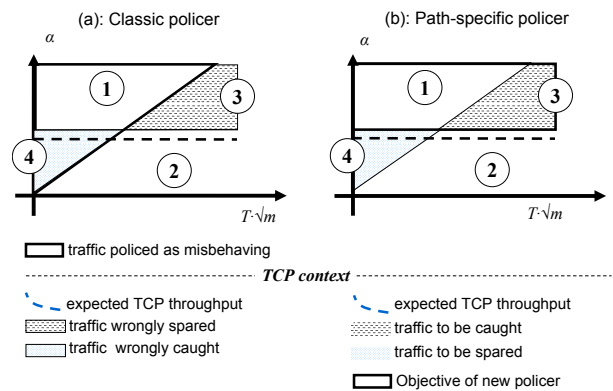 (a): Classic policer
(b): Path-specific policer
α
α
1
3
4
2
T·√m
1
3
4
2
T·√m
traffic policed as misbehaving
TCP context
expected TCP throughput
traffic wrongly spared
traffic wrongly caught
expected TCP throughput
traffic to be caught
traffic to be spared
Objective of new policer